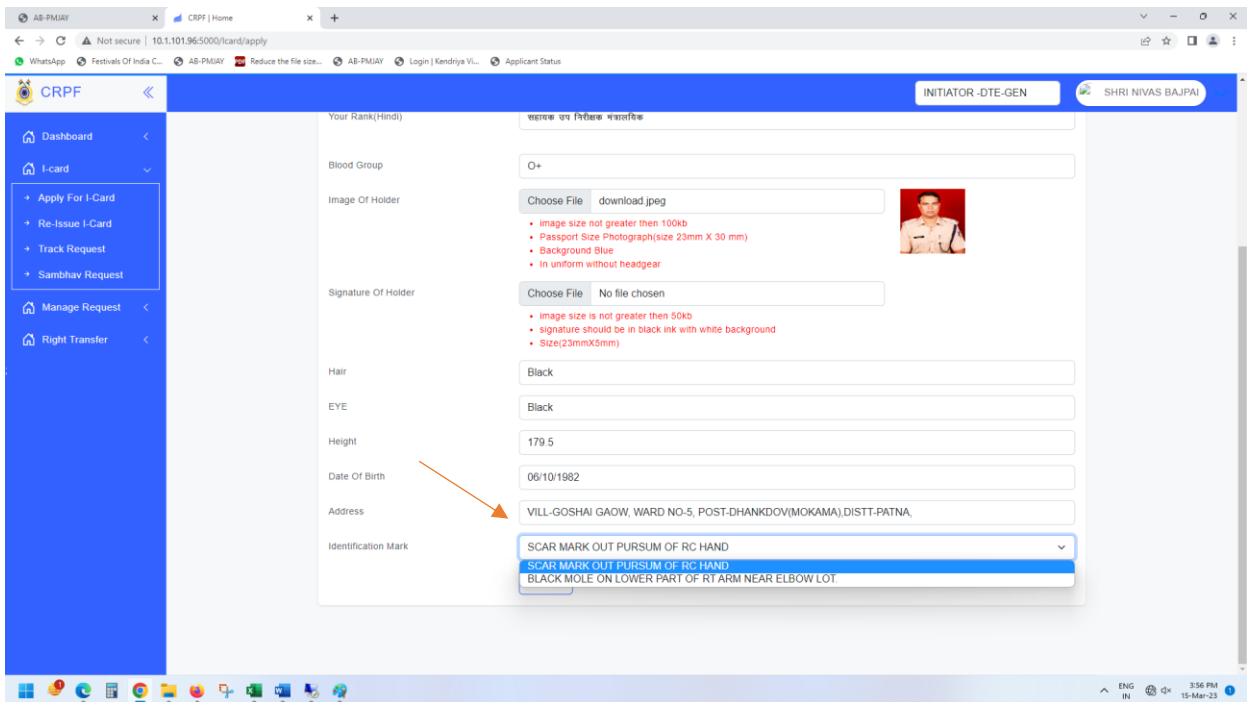 AB-PMJAY
CRPF | Home
Not secure | 10.1.101.96:5000/Icard/apply
WhatsApp Festivals Of India C... AB-PMJAY Reduce the file size... AB-PMJAY Login | Kendriya Vi... Applicant Status
CRPF
INITIATOR -DTE-GEN
SHRI NIVAS BAJPAI
Dashboard
I-card
Apply For I-Card
Re-Issue I-Card
Track Request
Sambhav Request
Manage Request
Right Transfer
Your Rank(Hindi) सहायक उप निरीक्षक मंत्रालयिक
Blood Group O+
Image Of Holder Choose File download.jpeg
image size not greater then 100kb
Passport Size Photograph(size 23mm X 30 mm)
Background Blue
In uniform without headgear
Signature Of Holder Choose File No file chosen
image size is not greater then 50kb
signature should be in black ink with white background
Size(23mmX5mm)
Hair Black
EYE Black
Height 179.5
Date Of Birth 06/10/1982
Address VILL-GOSHAI GAOW, WARD NO-5, POST-DHANKDOV(MOKAMA),DISTT-PATNA,
Identification Mark SCAR MARK OUT PURSUM OF RC HAND
SCAR MARK OUT PURSUM OF RC HAND
BLACK MOLE ON LOWER PART OF RT ARM NEAR ELBOW LOT.
ENG
IN
3:56 PM
15-Mar-23